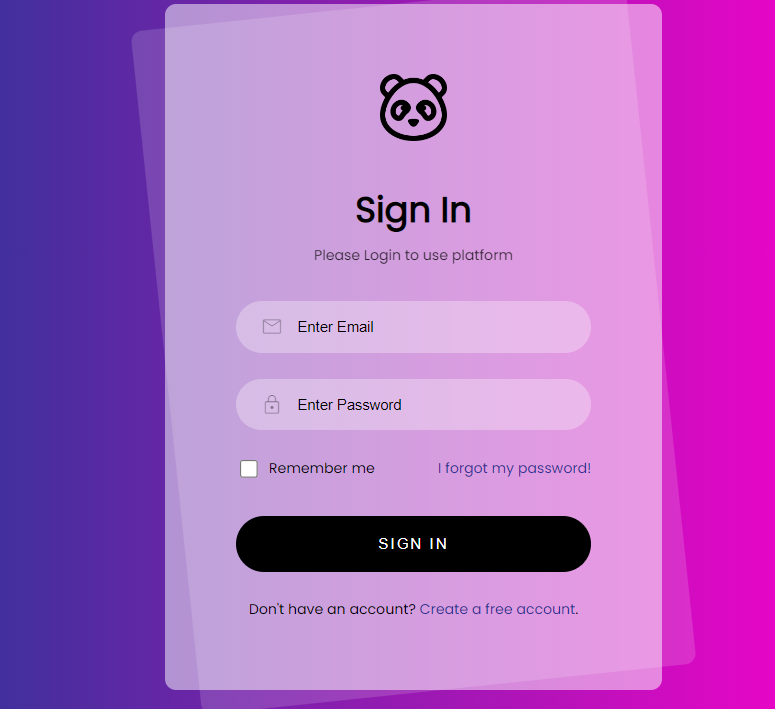 Sign In
Please Login to use platform
Enter Email
Enter Password
Remember me
I forgot my password!
SIGN IN
Don't have an account? Create a free account.